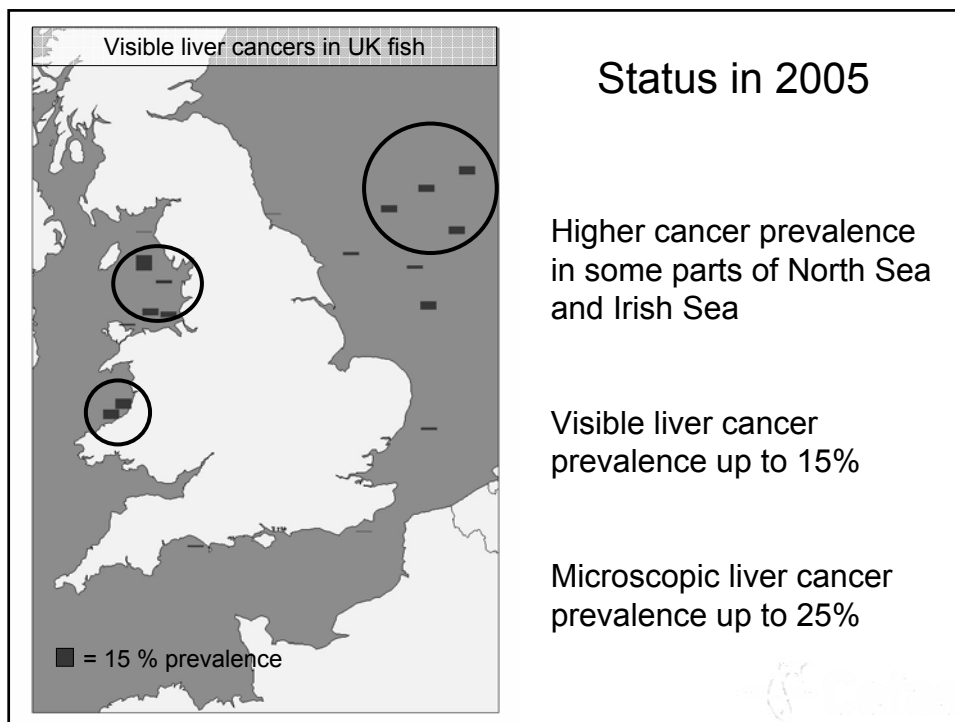 Visible liver cancers in UK fish
Status in 2005
Higher cancer prevalence
in some parts of North Sea
and Irish Sea
Visible liver cancer
prevalence up to 15%
Microscopic liver cancer
prevalence up to 25%
= 15 % prevalence